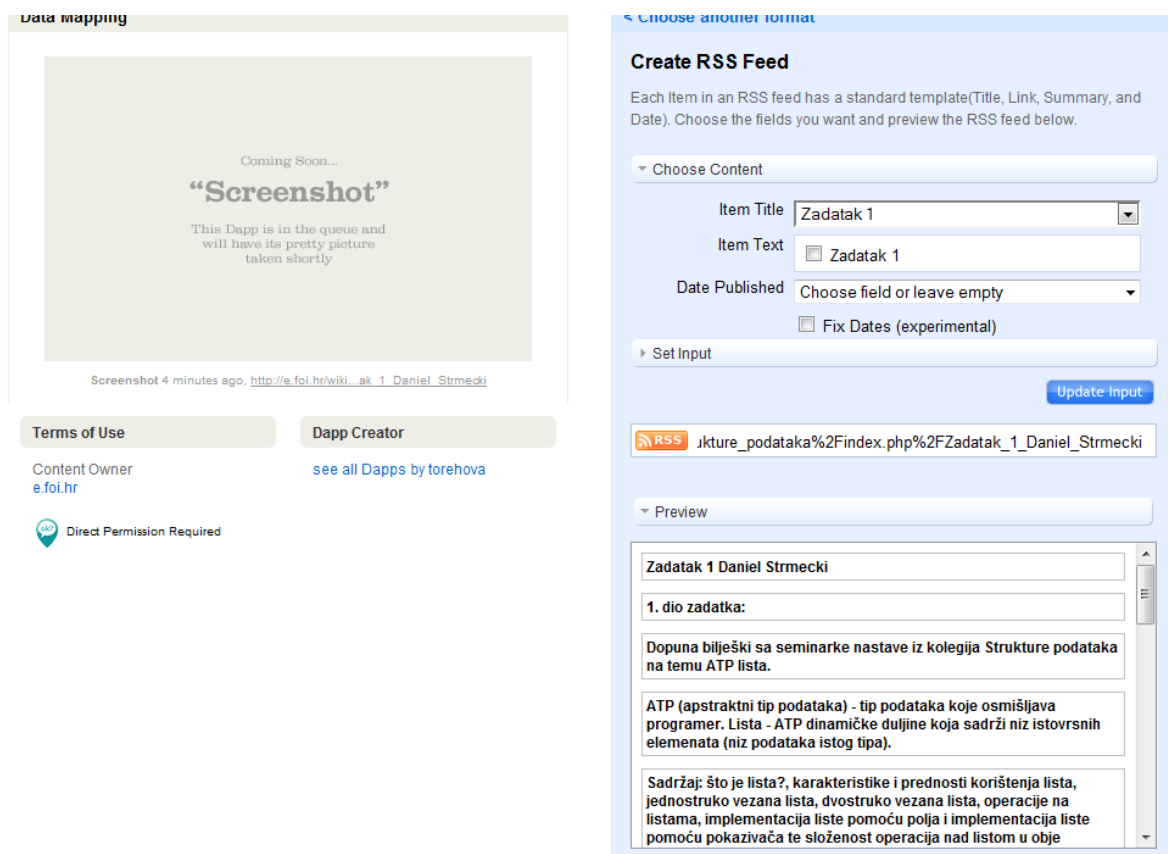 Data Mapping
Coming Soon...
“Screenshot”
This Dapp is in the queue and
will have its pretty picture
taken shortly
Screenshot 4 minutes ago, http://e.foi.hr/wiki...ak_1_Daniel_Strmecki
Terms of Use
Content Owner
e.foi.hr
ok?
Direct Permission Required
Dapp Creator
see all Dapps by torehova
< Choose another format
Create RSS Feed
Each Item in an RSS feed has a standard template(Title, Link, Summary, and
Date). Choose the fields you want and preview the RSS feed below.
Choose Content
Item Title Zadatak 1
Item Text Zadatak 1
Date Published Choose field or leave empty
Fix Dates (experimental)
Set Input
Update Input
RSS ukture_podataka%2Findex.php%2FZadatak_1_Daniel_Strmecki
Preview
Zadatak 1 Daniel Strmecki
1. dio zadatka:
Dopuna bilješki sa seminarke nastave iz kolegija Strukture podataka
na temu ATP lista.
ATP (apstraktni tip podataka) - tip podataka koje osmišljava
programer. Lista - ATP dinamičke duljine koja sadrži niz istovrsnih
elemenata (niz podataka istog tipa).
Sadržaj: što je lista?, karakteristike i prednosti korištenja lista,
jednostruko vezana lista, dvostruko vezana lista, operacije na
listama, implementacija liste pomoću polja i implementacija liste
pomoću pokazivača te složenost operacija nad listom u obje